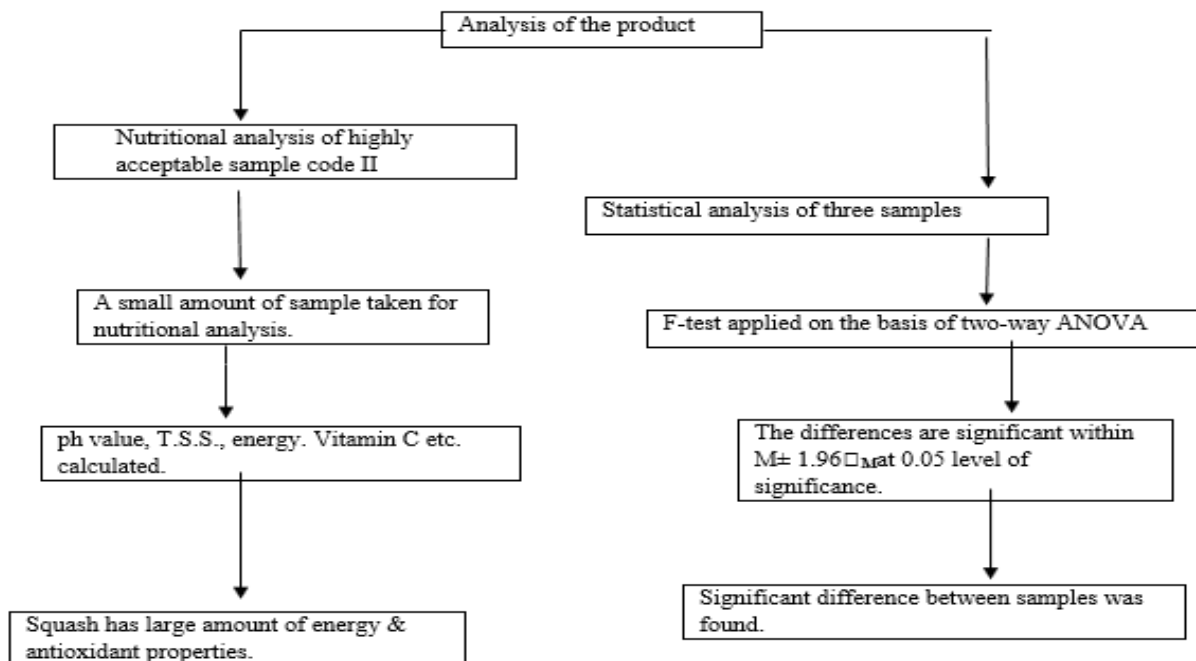 Analysis of the product
Nutritional analysis of highly
acceptable sample code II
Statistical analysis of three samples
A small amount of sample taken for
nutritional analysis.
F-test applied on the basis of two-way ANOVA
ph value, T.S.S., energy. Vitamin C etc.
calculated.
The differences are significant within
M± 1.96□Mat 0.05 level of
significance.
Squash has large amount of energy &
antioxidant properties.
Significant difference between samples was
found.